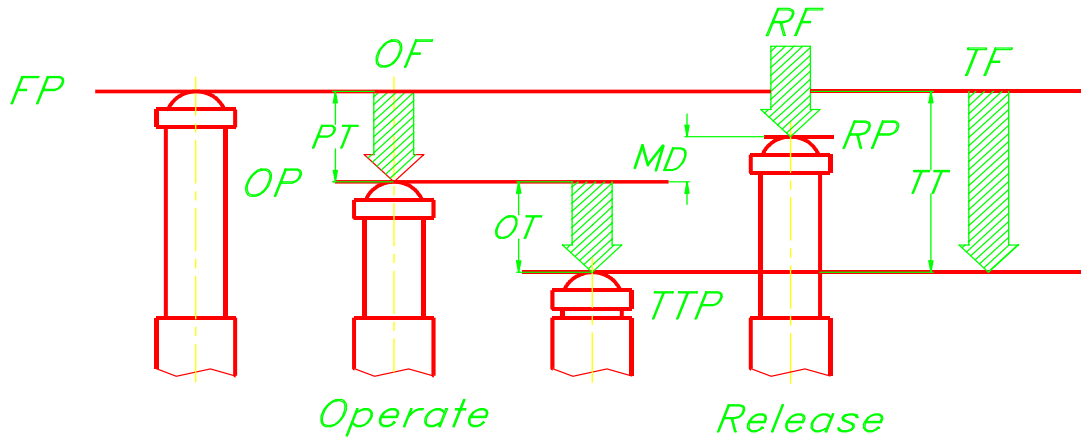 RF
OF
TF
FP
PT
RP
MD
OP
TT
OT
TTP
Operate
Release